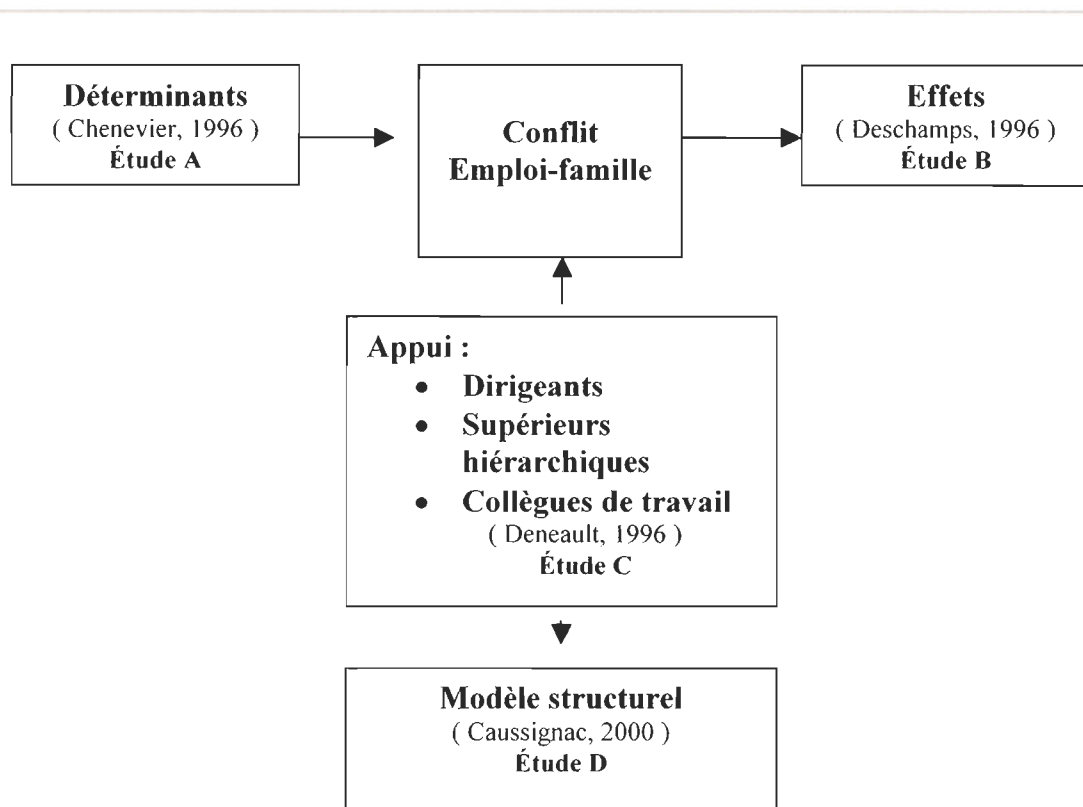 Déterminants
( Chenevier, 1996 )
Étude A
Conflit
Emploi-famille
Effets
( Deschamps, 1996 )
Étude B
Appui :
• Dirigeants
• Supérieurs
hiérarchiques
• Collègues de travail
( Deneault, 1996 )
Étude C
Modèle structurel
( Caussignac, 2000 )
Étude D